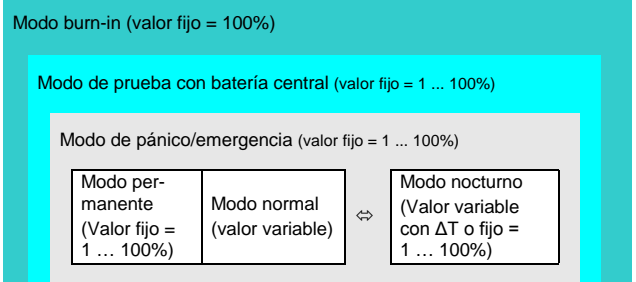 Modo burn-in (valor fijo = 100%)
Modo de prueba con batería central (valor fijo = 1 ... 100%)
Modo de pánico/emergencia (valor fijo = 1 ... 100%)
Modo per-
manente
(Valor fijo =
1 … 100%)
Modo normal
(valor variable)
⇔
Modo nocturno
(Valor variable
con ΔT o fijo =
1 … 100%)